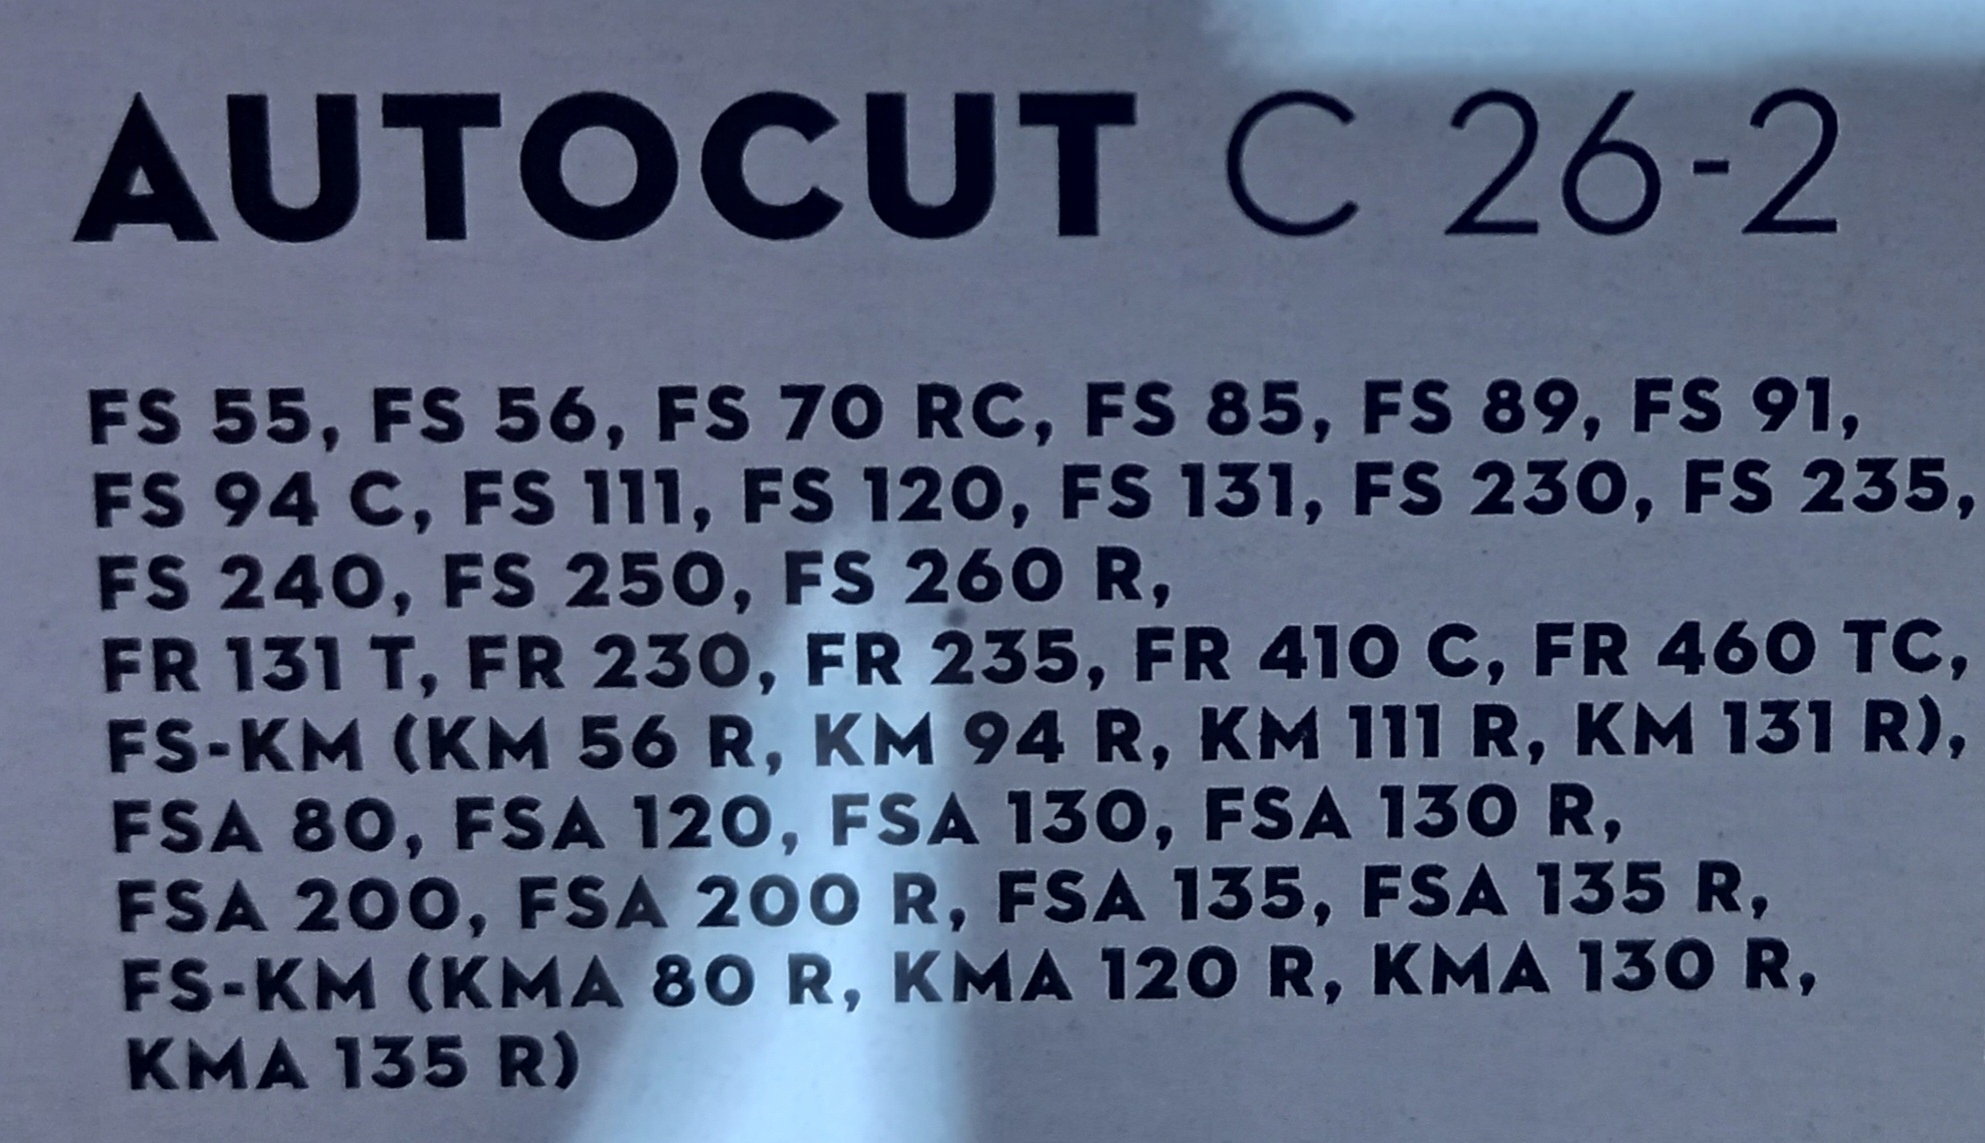 AUTOCUT C 26-2
FS 55, FS 56, FS 70 RC, FS 85, FS 89, FS 91,
FS 94 C, FS 111, FS 120, FS 131, FS 230, FS 235,
FS 240, FS 250, FS 260 R,
FR 131 T, FR 230, FR 235, FR 410 C, FR 460 TC,
FS-KM (KM 56 R, KM 94 R, KM 111 R, KM 131 R),
FSA 80, FSA 120, FSA 130, FSA 130 R,
FSA 200, FSA 200 R, FSA 135, FSA 135 R,
FS-KM (KMA 80 R, KMA 120 R, KMA 130 R,
KMA 135 R)